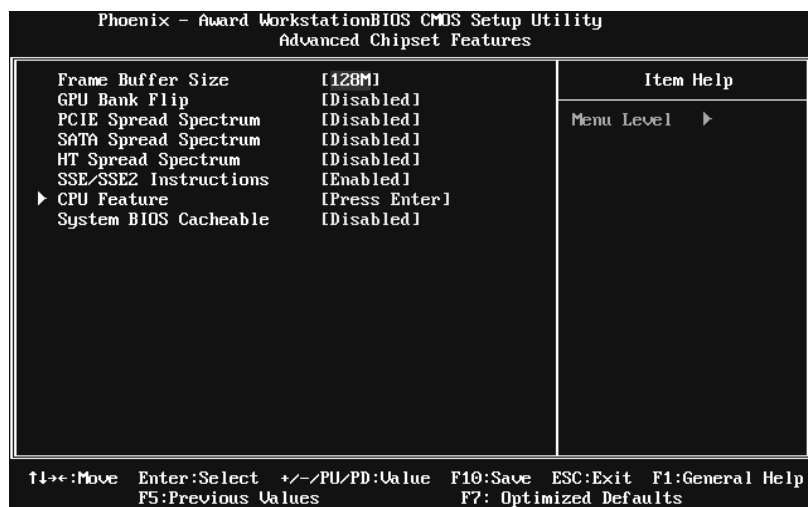 Phoenix - Award WorkstationBIOS CMOS Setup Utility
Advanced Chipset Features
Frame Buffer Size [128M]
GPU Bank Flip [Disabled]
PCIE Spread Spectrum [Disabled]
SATA Spread Spectrum [Disabled]
HT Spread Spectrum [Disabled]
SSE/SSE2 Instructions [Enabled]
▶ CPU Feature [Press Enter]
System BIOS Cacheable [Disabled]
Item Help
Menu Level ▶
↑↓→←:Move Enter:Select +/-/PU/PD:Value F10:Save ESC:Exit F1:General Help
F5:Previous Values F7: Optimized Defaults